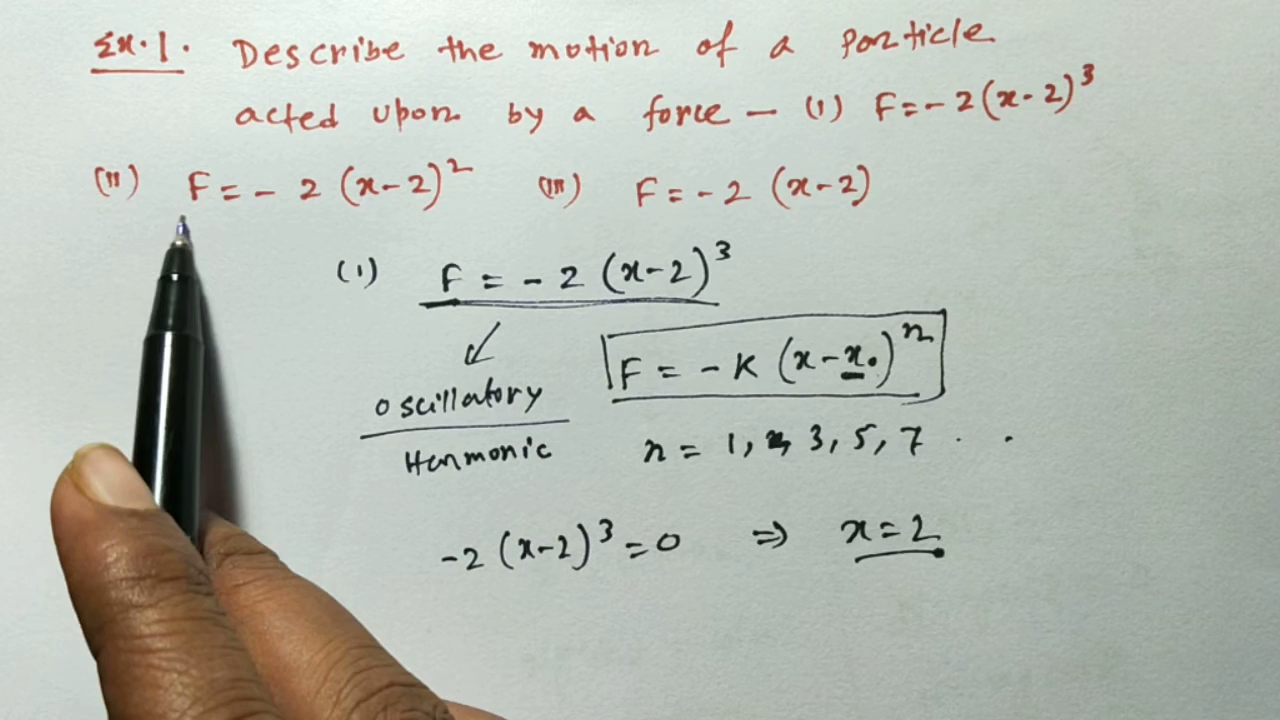 Ex.1. Describe the motion of a particle
acted upon by a force – (I) F = - 2 (x - 2)³
(II) F = - 2 (x - 2)² (III) F = - 2 (x - 2)
(1) F = - 2 (x - 2)³
F = - K (x - x₀)ⁿ
oscillatory
Harmonic n = 1, 3, 5, 7 . .
-2 (x-2)³ = 0 ⇒ x = 2